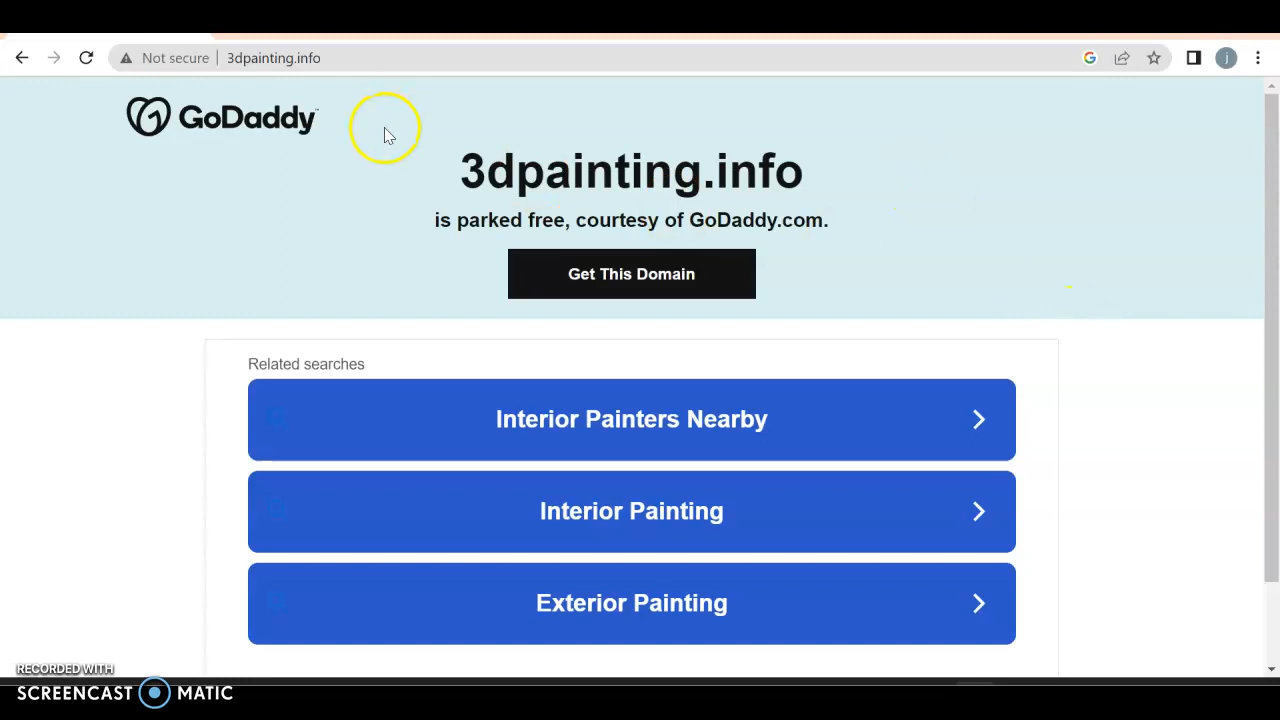 Not secure
3dpainting.info
j
GoDaddy™
3dpainting.info
is parked free, courtesy of GoDaddy.com.
Get This Domain
Related searches
Interior Painters Nearby
Interior Painting
Exterior Painting
RECORDED WITH
SCREENCAST MATIC